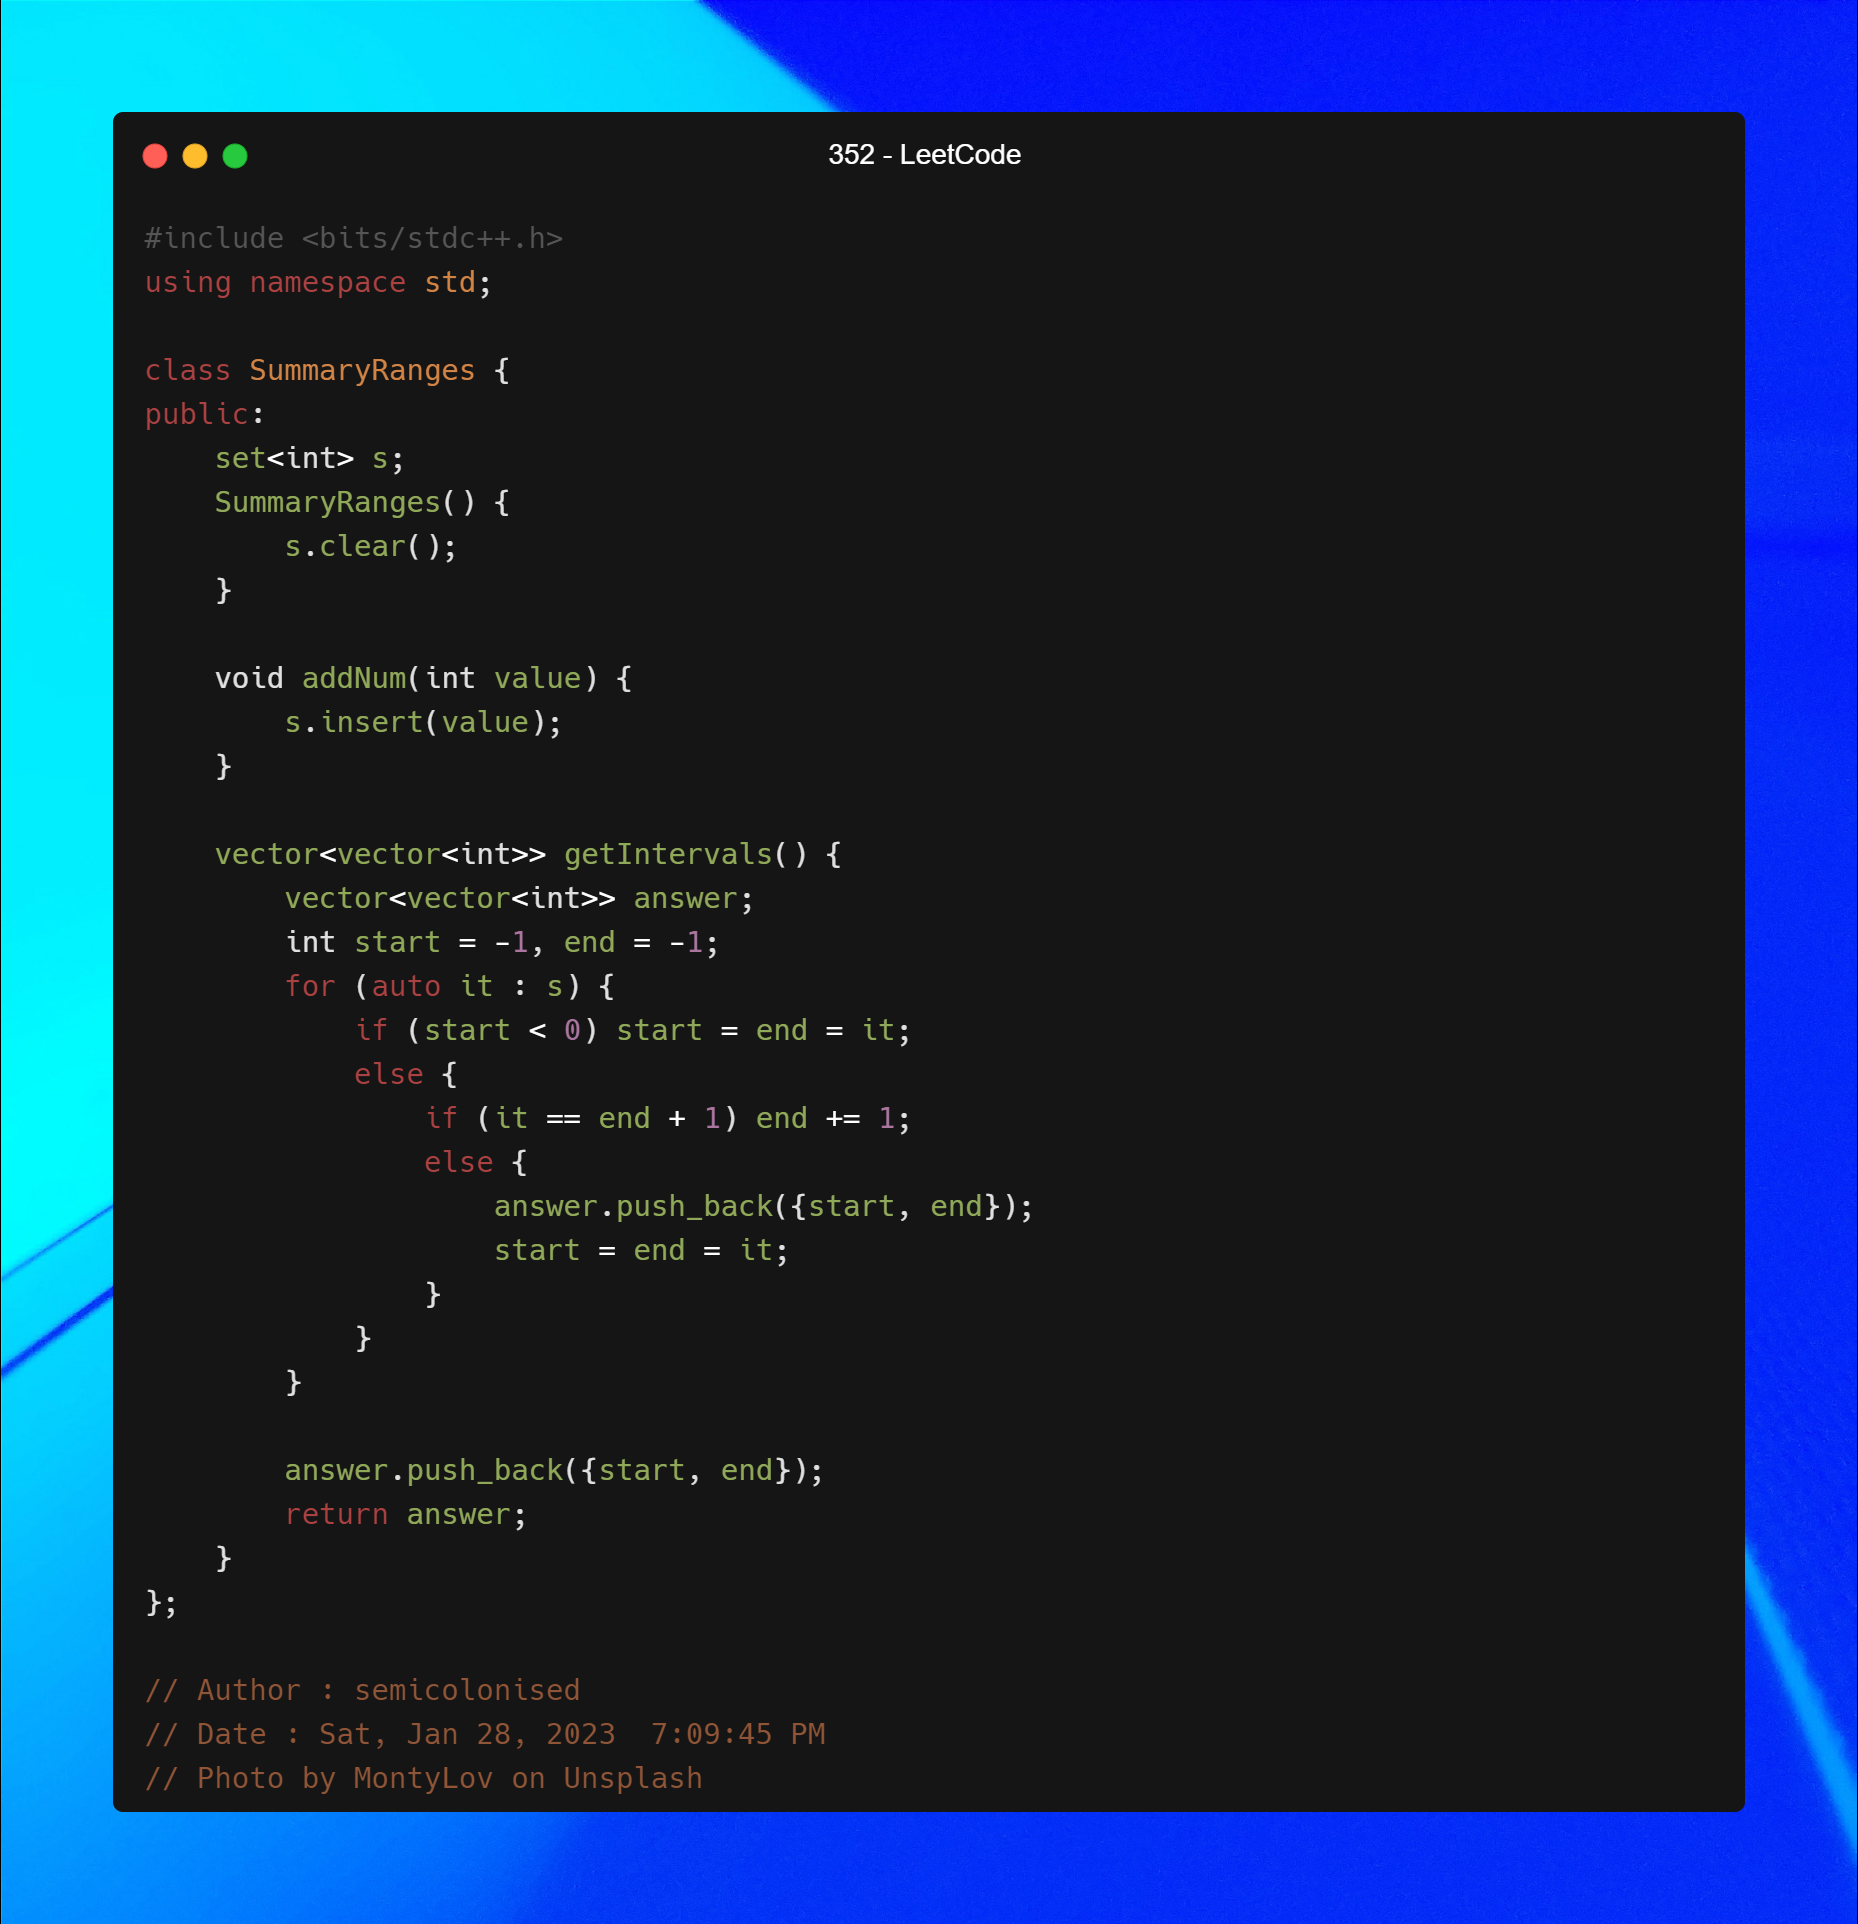 352 - LeetCode
#include <bits/stdc++.h>
using namespace std;
class SummaryRanges {
public:
    set<int> s;
    SummaryRanges() {
        s.clear();
    }
    void addNum(int value) {
        s.insert(value);
    }
    vector<vector<int>> getIntervals() {
        vector<vector<int>> answer;
        int start = -1, end = -1;
        for (auto it : s) {
            if (start < 0) start = end = it;
            else {
                if (it == end + 1) end += 1;
                else {
                    answer.push_back({start, end});
                    start = end = it;
                }
            }
        }
        answer.push_back({start, end});
        return answer;
    }
};
// Author : semicolonised
// Date : Sat, Jan 28, 2023  7:09:45 PM
// Photo by MontyLov on Unsplash